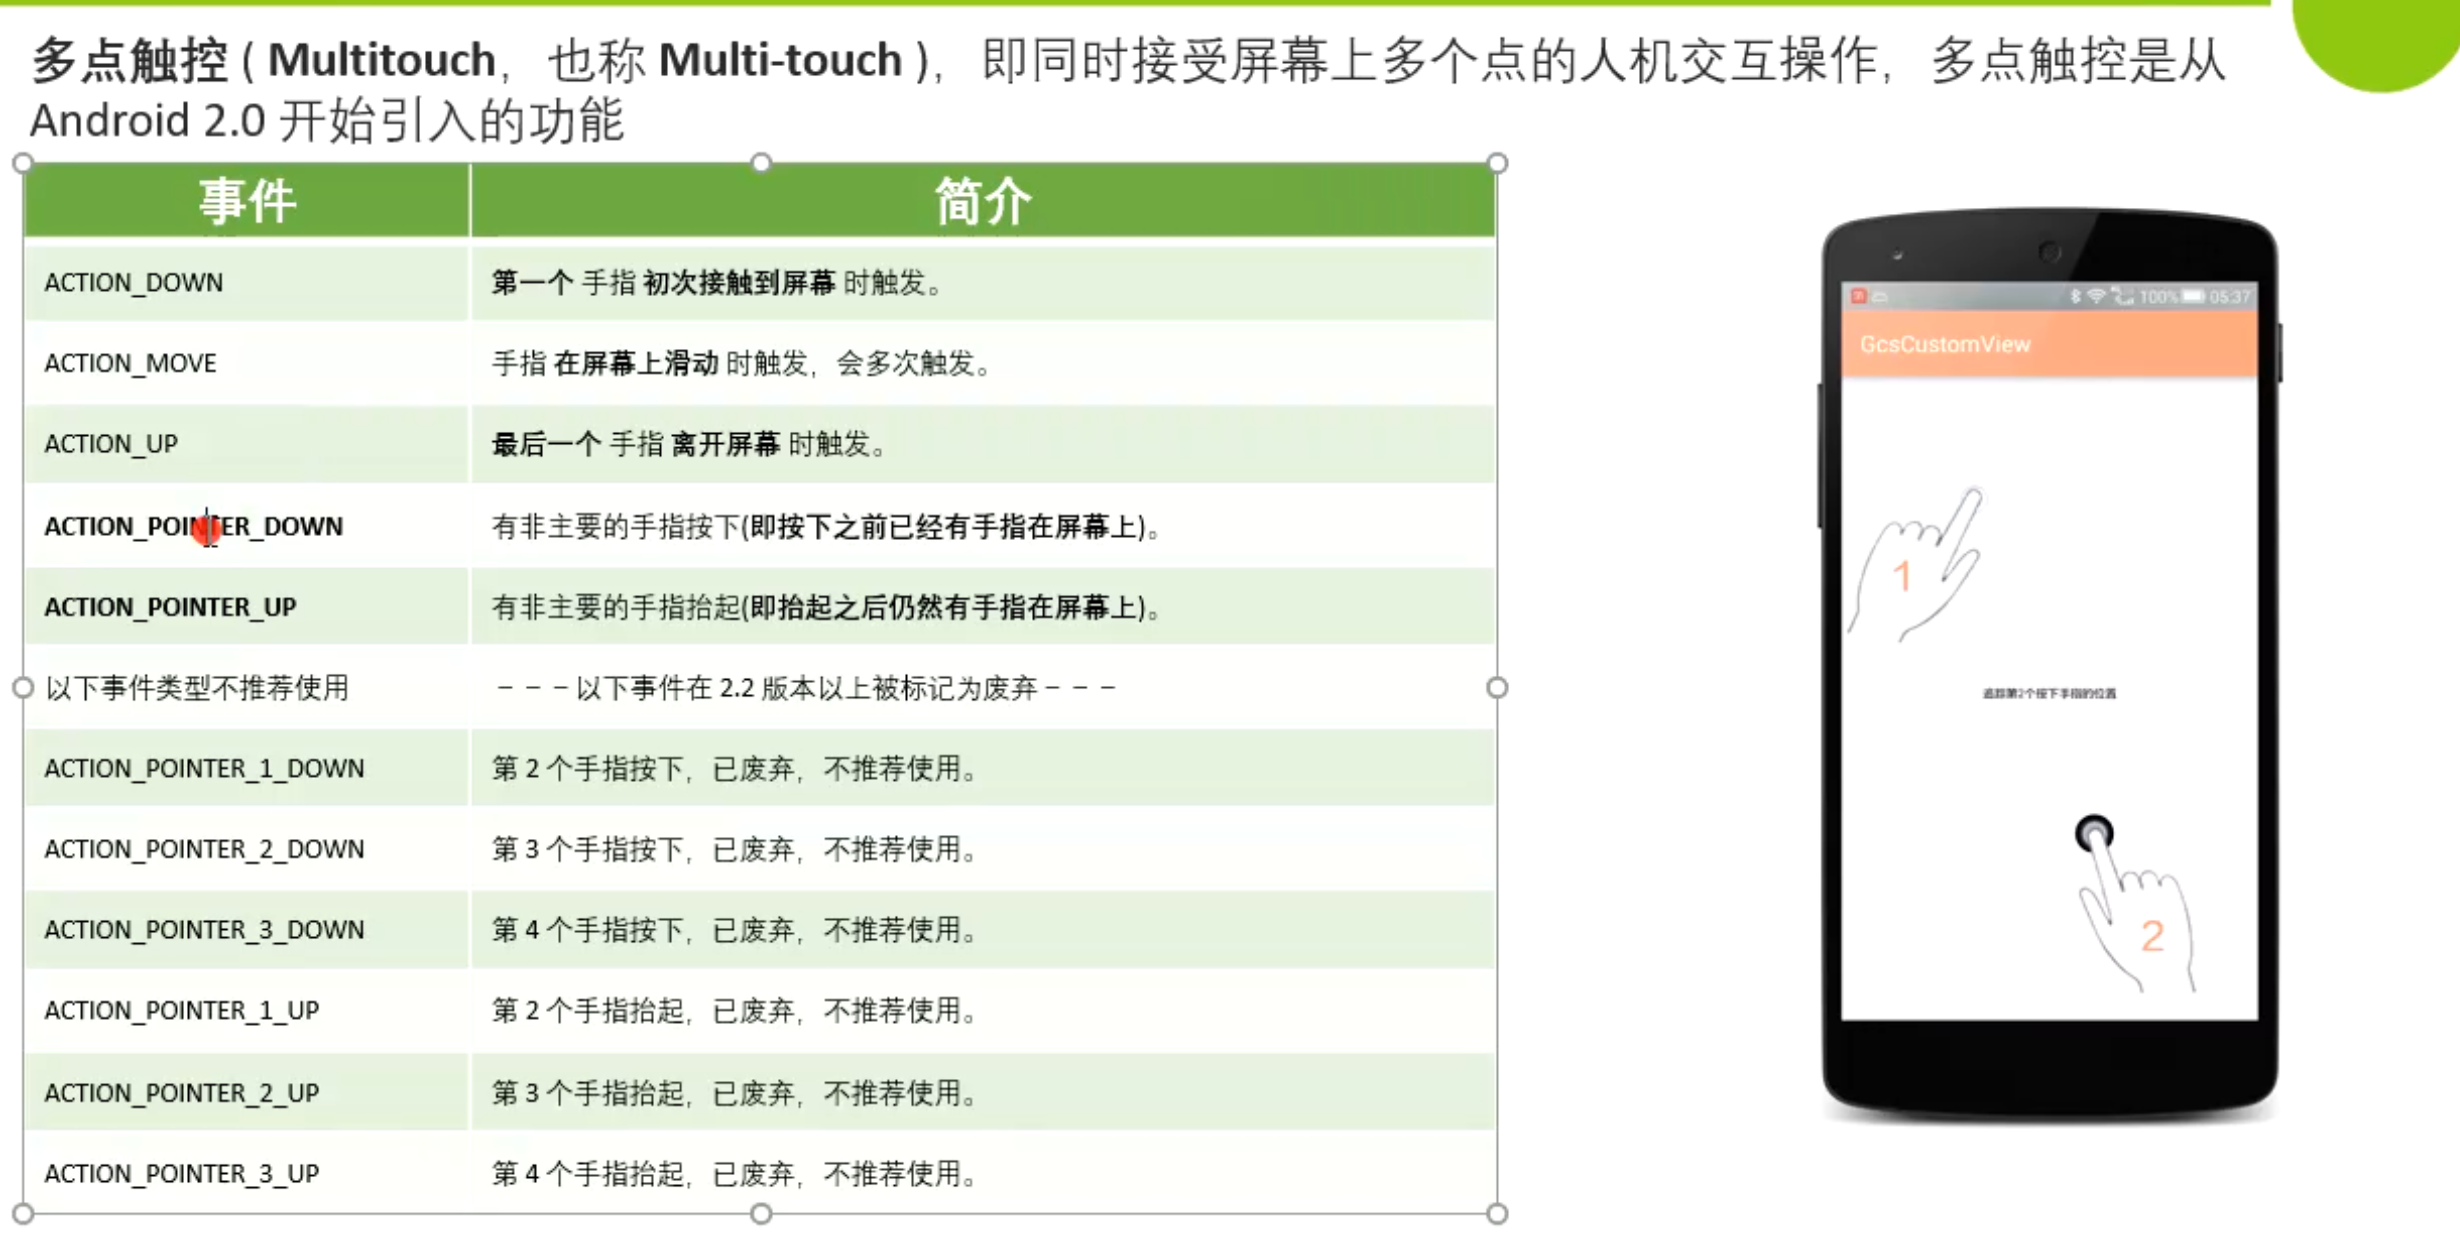 多点触控 ( Multitouch，也称 Multi-touch )，即同时接受屏幕上多个点的人机交互操作，多点触控是从
Android 2.0 开始引入的功能
事件 简介
ACTION_DOWN 第一个 手指 初次接触到屏幕 时触发。
ACTION_MOVE 手指 在屏幕上滑动 时触发，会多次触发。
ACTION_UP 最后一个 手指 离开屏幕 时触发。
ACTION_POINTER_DOWN 有非主要的手指按下(即按下之前已经有手指在屏幕上)。
ACTION_POINTER_UP 有非主要的手指抬起(即抬起之后仍然有手指在屏幕上)。
以下事件类型不推荐使用 －－－以下事件在 2.2 版本以上被标记为废弃－－－
ACTION_POINTER_1_DOWN 第 2 个手指按下，已废弃，不推荐使用。
ACTION_POINTER_2_DOWN 第 3 个手指按下，已废弃，不推荐使用。
ACTION_POINTER_3_DOWN 第 4 个手指按下，已废弃，不推荐使用。
ACTION_POINTER_1_UP 第 2 个手指抬起，已废弃，不推荐使用。
ACTION_POINTER_2_UP 第 3 个手指抬起，已废弃，不推荐使用。
ACTION_POINTER_3_UP 第 4 个手指抬起，已废弃，不推荐使用。
100% 05:37
GcsCustomView
1
追踪第2个按下手指的位置
2